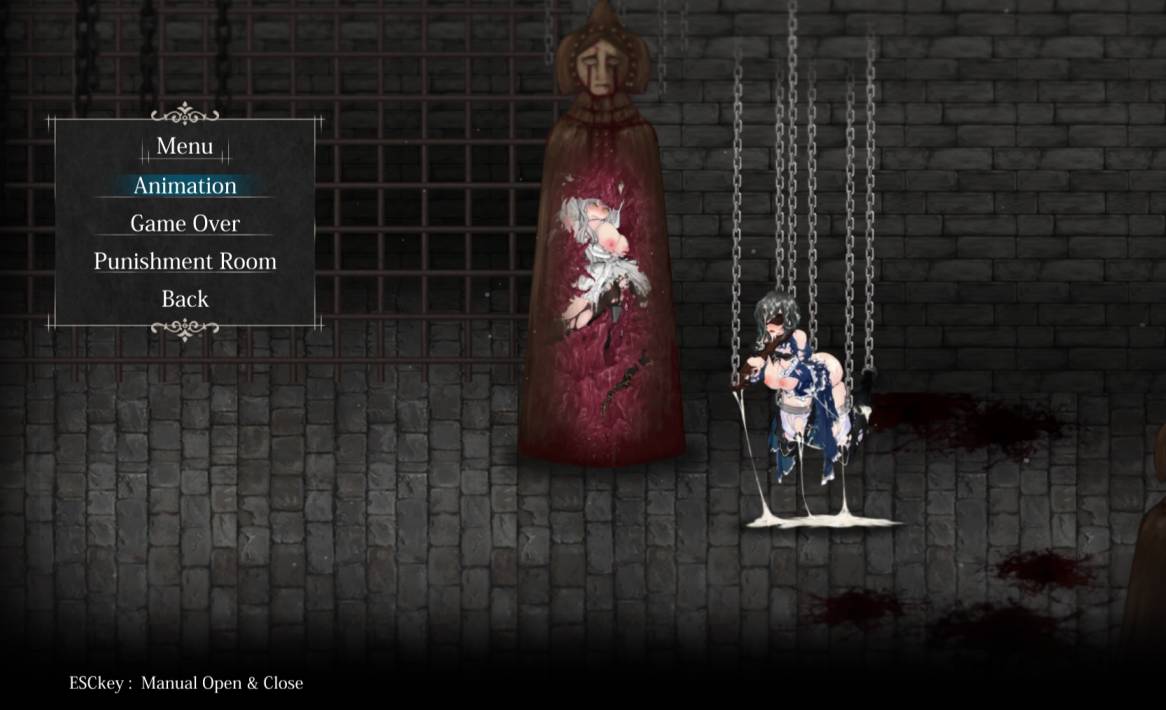 Menu
Animation
Game Over
Punishment Room
Back
ESCkey : Manual Open & Close